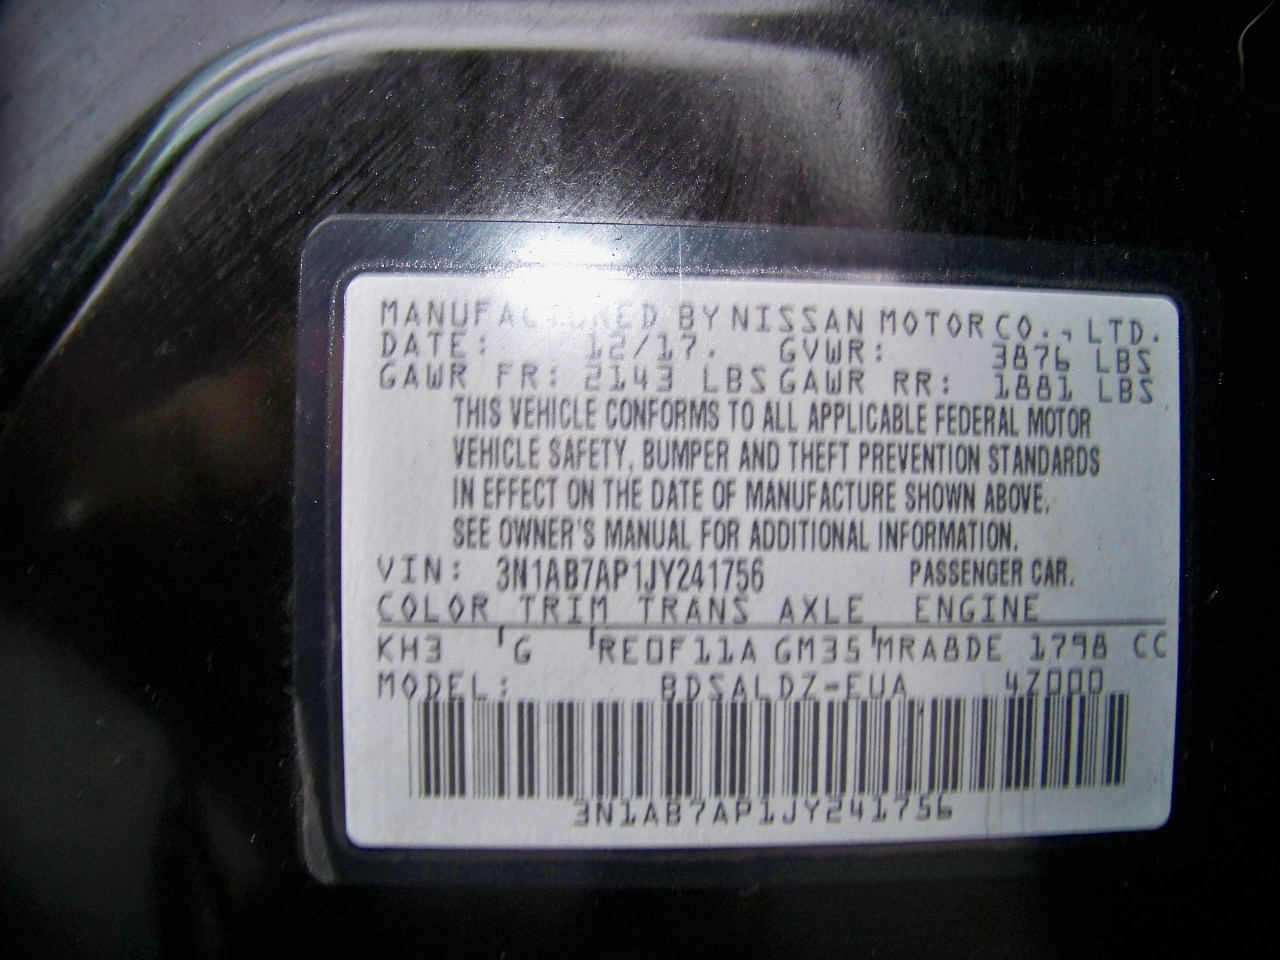 MANUFACTURED BY NISSAN MOTOR CO., LTD.
DATE: 12/17. GVWR: 3876 LBS
GAWR FR: 2143 LBS GAWR RR: 1881 LBS
THIS VEHICLE CONFORMS TO ALL APPLICABLE FEDERAL MOTOR
VEHICLE SAFETY, BUMPER AND THEFT PREVENTION STANDARDS
IN EFFECT ON THE DATE OF MANUFACTURE SHOWN ABOVE.
SEE OWNER'S MANUAL FOR ADDITIONAL INFORMATION.
VIN: 3N1AB7AP1JY241756 PASSENGER CAR.
COLOR TRIM TRANS AXLE ENGINE
KH3 G RE0F11A GM35 MRA8DE 1798 CC
MODEL: BDSALDZ-EUA 4Z000
3N1AB7AP1JY241756